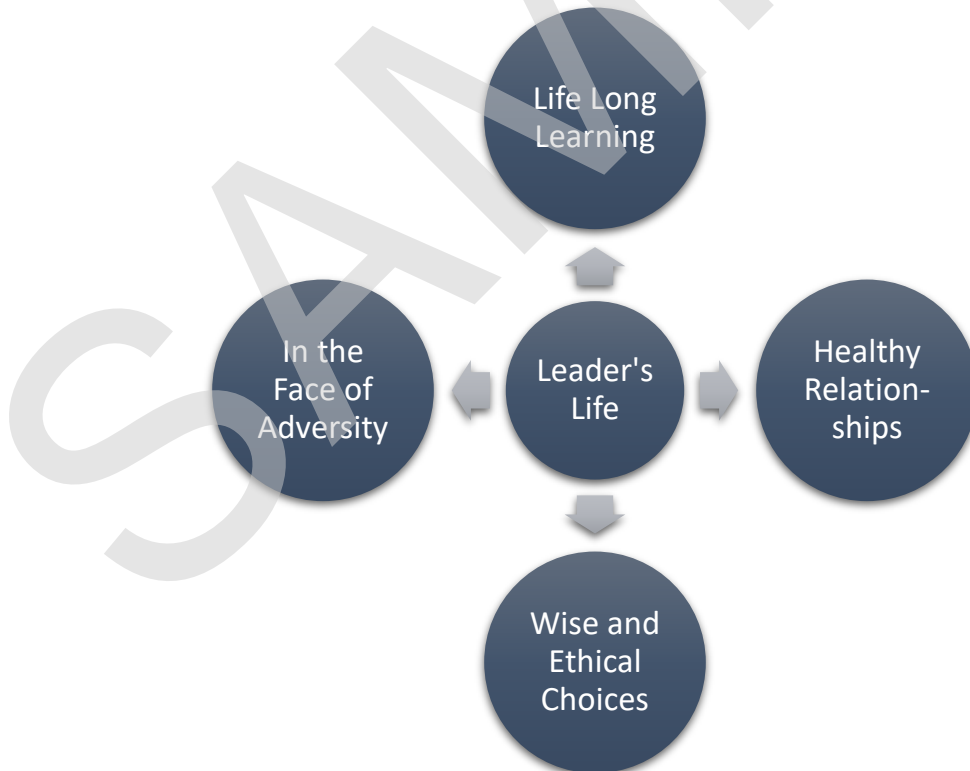 Life Long
Learning
In the
Face of
Adversity
Leader's
Life
Healthy
Relation-
ships
Wise and
Ethical
Choices
SAM